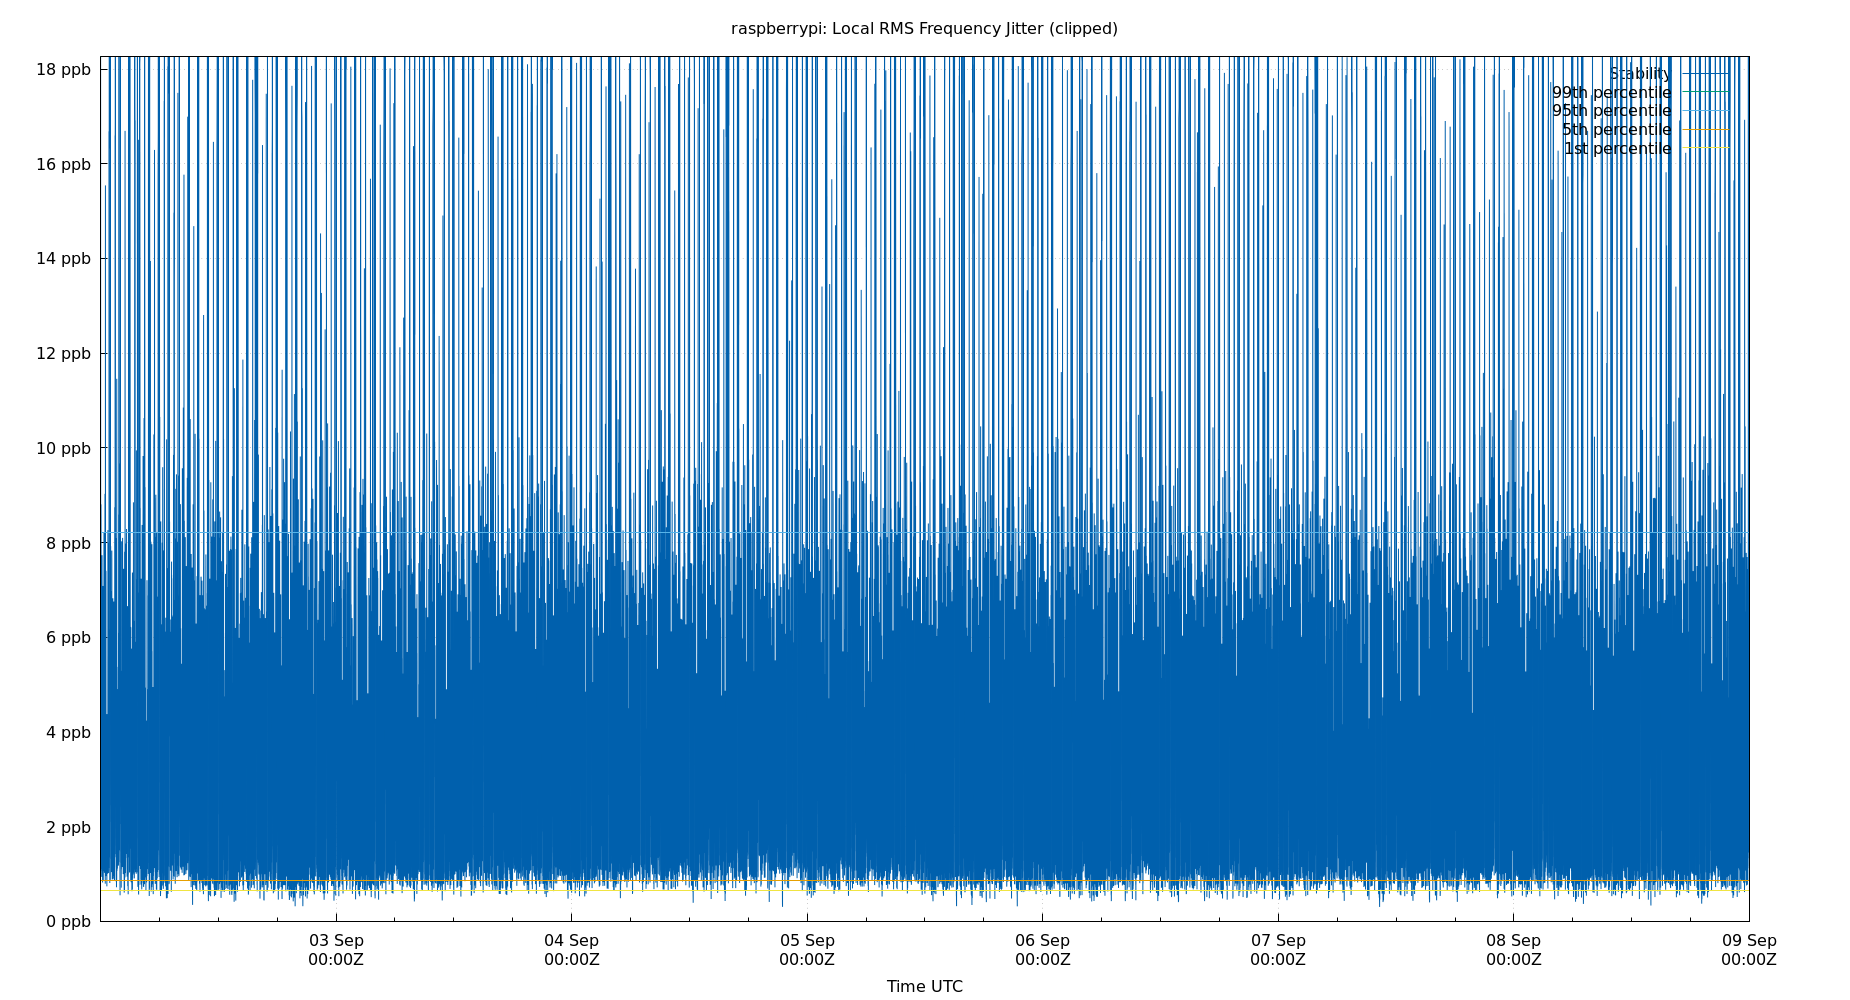 raspberrypi: Local RMS Frequency Jitter (clipped)
18 ppb
16 ppb
14 ppb
12 ppb
10 ppb
8 ppb
6 ppb
4 ppb
2 ppb
0 ppb
Stability
99th percentile
95th percentile
5th percentile
1st percentile
03 Sep
00:00Z
04 Sep
00:00Z
05 Sep
00:00Z
06 Sep
00:00Z
07 Sep
00:00Z
08 Sep
00:00Z
09 Sep
00:00Z
Time UTC